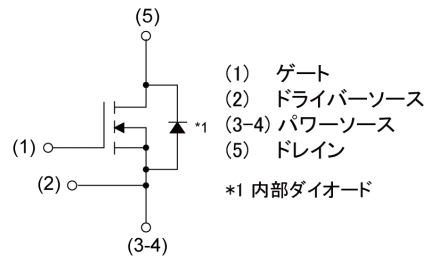 (5)
*1
(1)
(2)
(3-4)
(1) ゲート
(2) ドライバーソース
(3-4) パワーソース
(5) ドレイン
*1 内部ダイオード